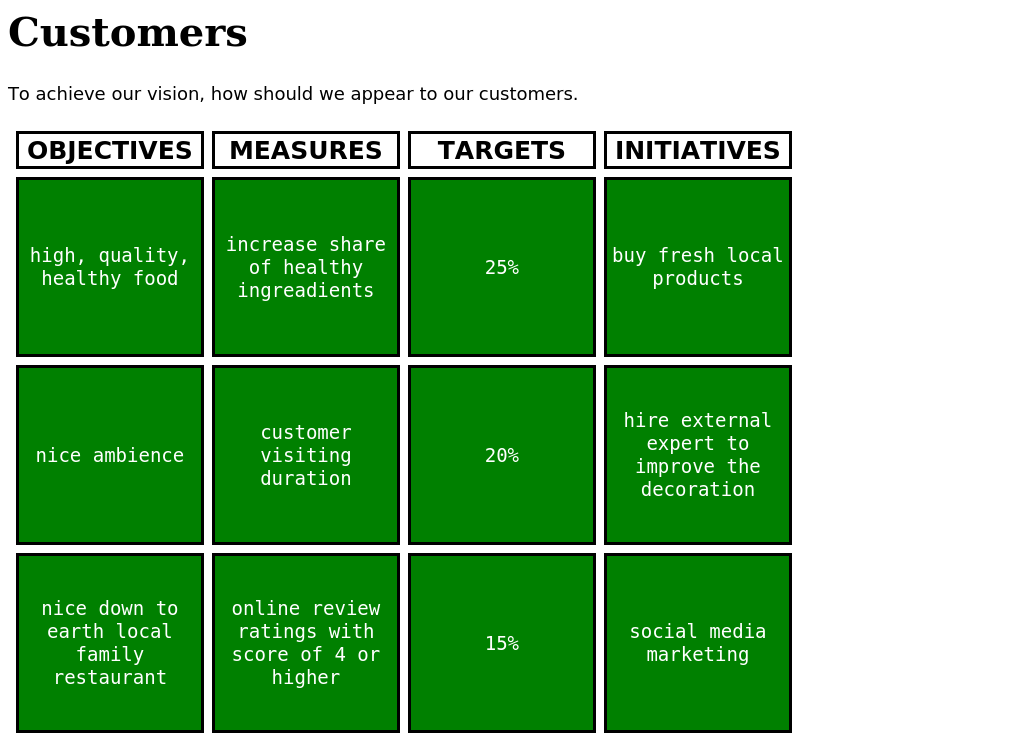 Customers
To achieve our vision, how should we appear to our customers.
OBJECTIVES MEASURES TARGETS INITIATIVES
high, quality,
healthy food
increase share
of healthy
ingreadients
25%
buy fresh local
products
nice ambience
customer
visiting
duration
20%
hire external
expert to
improve the
decoration
nice down to
earth local
family
restaurant
online review
ratings with
score of 4 or
higher
15%
social media
marketing